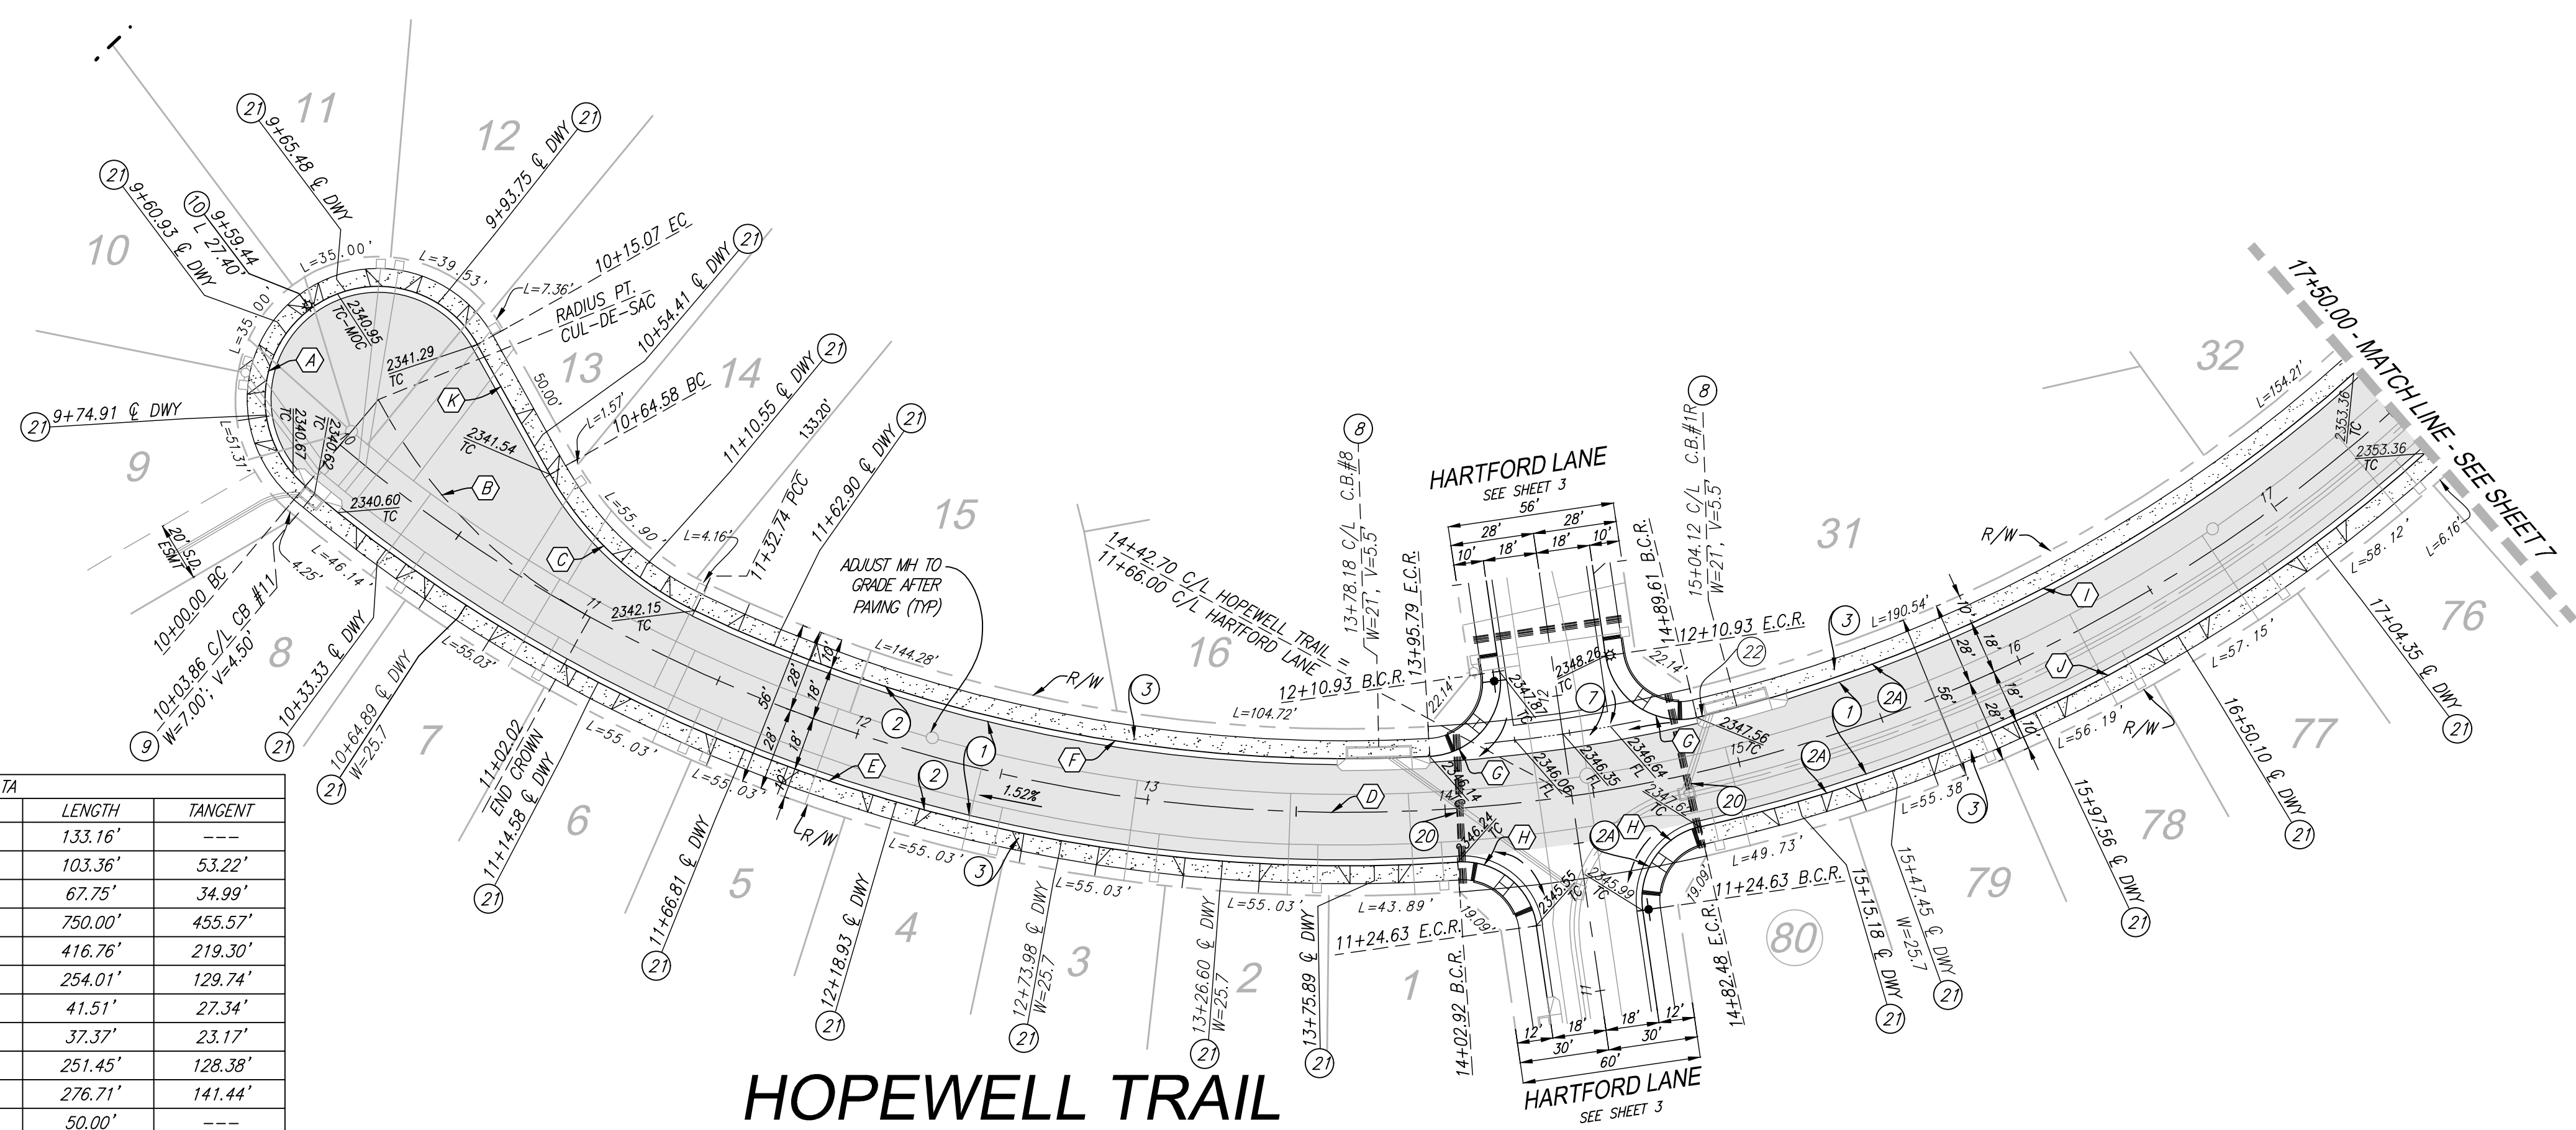 11
12
10
9
8
7
6
5
4
3
2
1
13
14
15
16
31
32
76
77
78
79
80
21
9+65.48 ℄ DWY
21
9+60.93 ℄ DWY
10
9+59.44
L 27.40'
21
9+93.75 ℄ DWY
10+15.07 EC
RADIUS PT.
CUL-DE-SAC
21
10+54.41 ℄ DWY
10+64.58 BC
21
11+10.55 ℄ DWY
11+32.74 PCC
21
11+62.90 ℄ DWY
21
9+74.91 ℄ DWY
L=35.00'
L=35.00'
L=39.53'
L=7.36'
50.00'
L=1.57'
133.20'
L=55.90
L=4.16'
L=51.31'
L=46.14'
4.25'
L=55.03'
L=55.03'
L=55.03'
L=55.03'
L=55.03'
L=55.03'
L=43.89'
L=144.28'
L=104.72'
2340.95
TC-MOC
2341.29
TC
2341.54
TC
2340.67
TC
2340.62
TC
2340.60
TC
2342.15
TC
A
B
C
K
D
E
F
G
G
H
H
I
J
10
11
12
13
14
15
16
17
20' S.D.
ESMT
10+00.00 BC
9
10+03.86 C/L CB #11
W=7.00'; V=4.50'
21
10+33.33 ℄ DWY
21
10+64.89 ℄ DWY
W=25.7
11+02.02
END CROWN
21
11+14.58 ℄ DWY
21
11+66.81 ℄ DWY
21
12+18.93 ℄ DWY
21
12+73.98 ℄ DWY
W=25.7
21
13+26.60 ℄ DWY
W=25.7
21
13+75.89 ℄ DWY
ADJUST MH TO
GRADE AFTER
PAVING (TYP)
56'
28'
28'
18'
18'
10'
10'
R/W
R/W
2
1
3
2
3
1.52%
14+42.70 C/L HOPEWELL TRAIL
11+66.00 C/L HARTFORD LANE
8
13+78.18 C/L C.B.#8
W=21', V=5.5'
13+95.79 E.C.R.
12+10.93 B.C.R.
HARTFORD LANE
SEE SHEET 3
56'
28'
28'
10'
18'
18'
10'
14+89.61 B.C.R.
8
15+04.12 C/L C.B.#1R
W=21', V=5.5'
12+10.93 E.C.R.
22
22.14'
22.14'
2348.26
TC
2347.87
TC
12
7
2346.06
FL
2346.35
FL
2346.64
FL
2347.56
TC
2346.14
2346.24
TC
2345.55
TC
2345.99
TC
20
20
2A
2A
2A
1
3
3
11+24.63 E.C.R.
11+24.63 B.C.R.
19.09'
19.09'
14+02.92 B.C.R.
14+82.48 E.C.R.
11
12'
18'
18'
12'
30'
30'
60'
HARTFORD LANE
SEE SHEET 3
L=49.73'
L=55.38'
L=56.19'
L=57.15'
L=58.12'
L=6.16'
L=190.54'
L=154.21'
10'
18'
28'
56'
18'
28'
10'
R/W
R/W
2353.36
TC
2353.36
TC
17+50.00 - MATCH LINE - SEE SHEET 7
15+15.18 ℄ DWY
21
15+47.45 ℄ DWY
W=25.7
21
15+97.56 ℄ DWY
21
16+50.10 ℄ DWY
21
17+04.35 ℄ DWY
21
TA
LENGTH TANGENT
133.16' ---
103.36' 53.22'
67.75' 34.99'
750.00' 455.57'
416.76' 219.30'
254.01' 129.74'
41.51' 27.34'
37.37' 23.17'
251.45' 128.38'
276.71' 141.44'
50.00' ---
HOPEWELL TRAIL